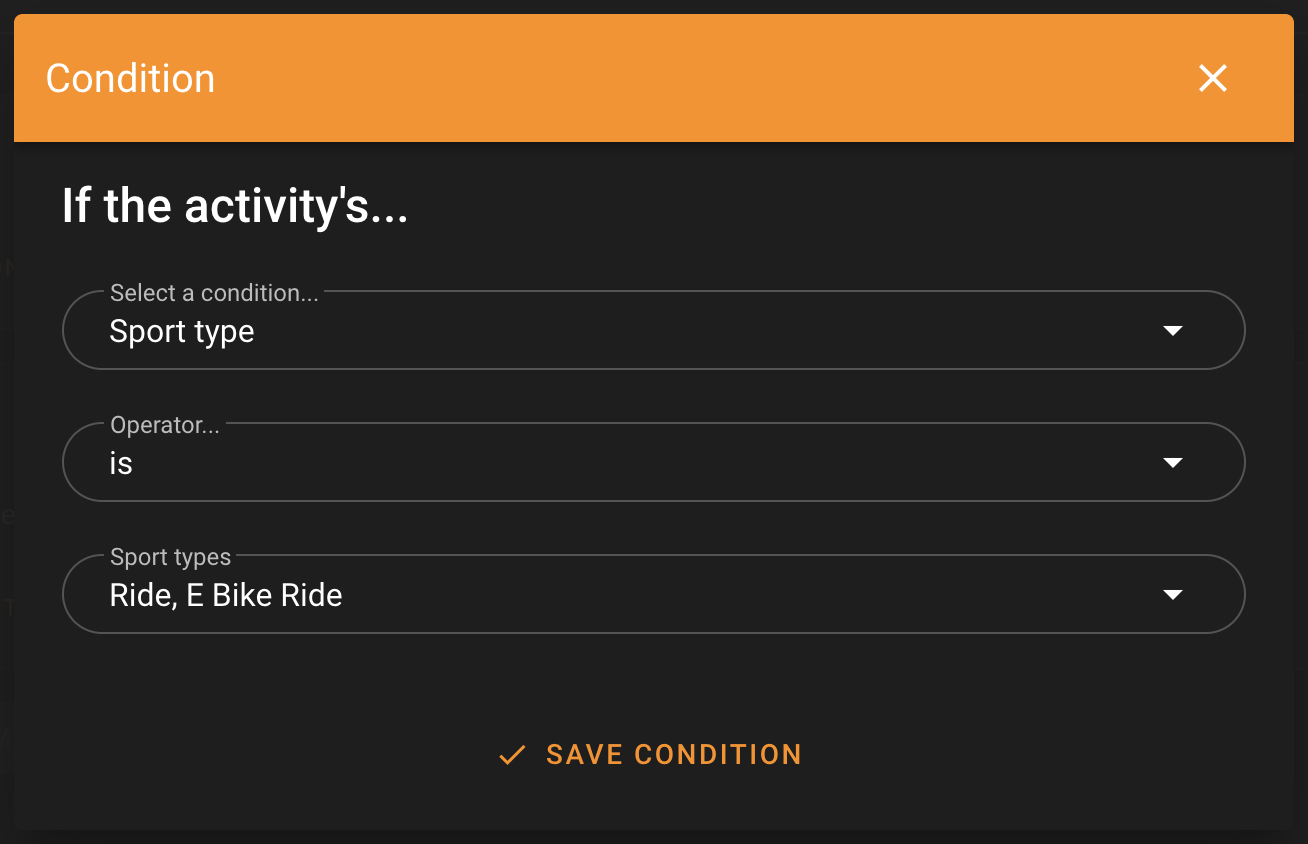 Condition
If the activity's...
Select a condition...
Sport type
Operator...
is
Sport types
Ride, E Bike Ride
SAVE CONDITION